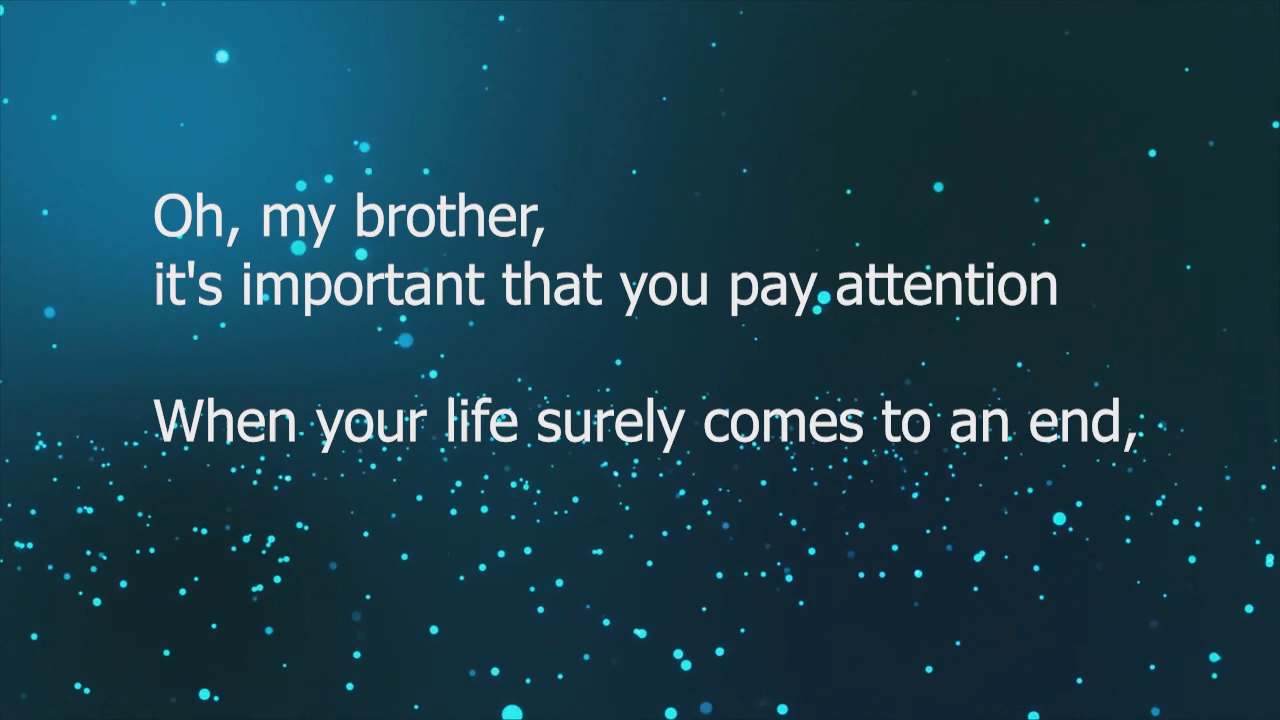 Oh, my brother,
it's important that you pay attention
When your life surely comes to an end,